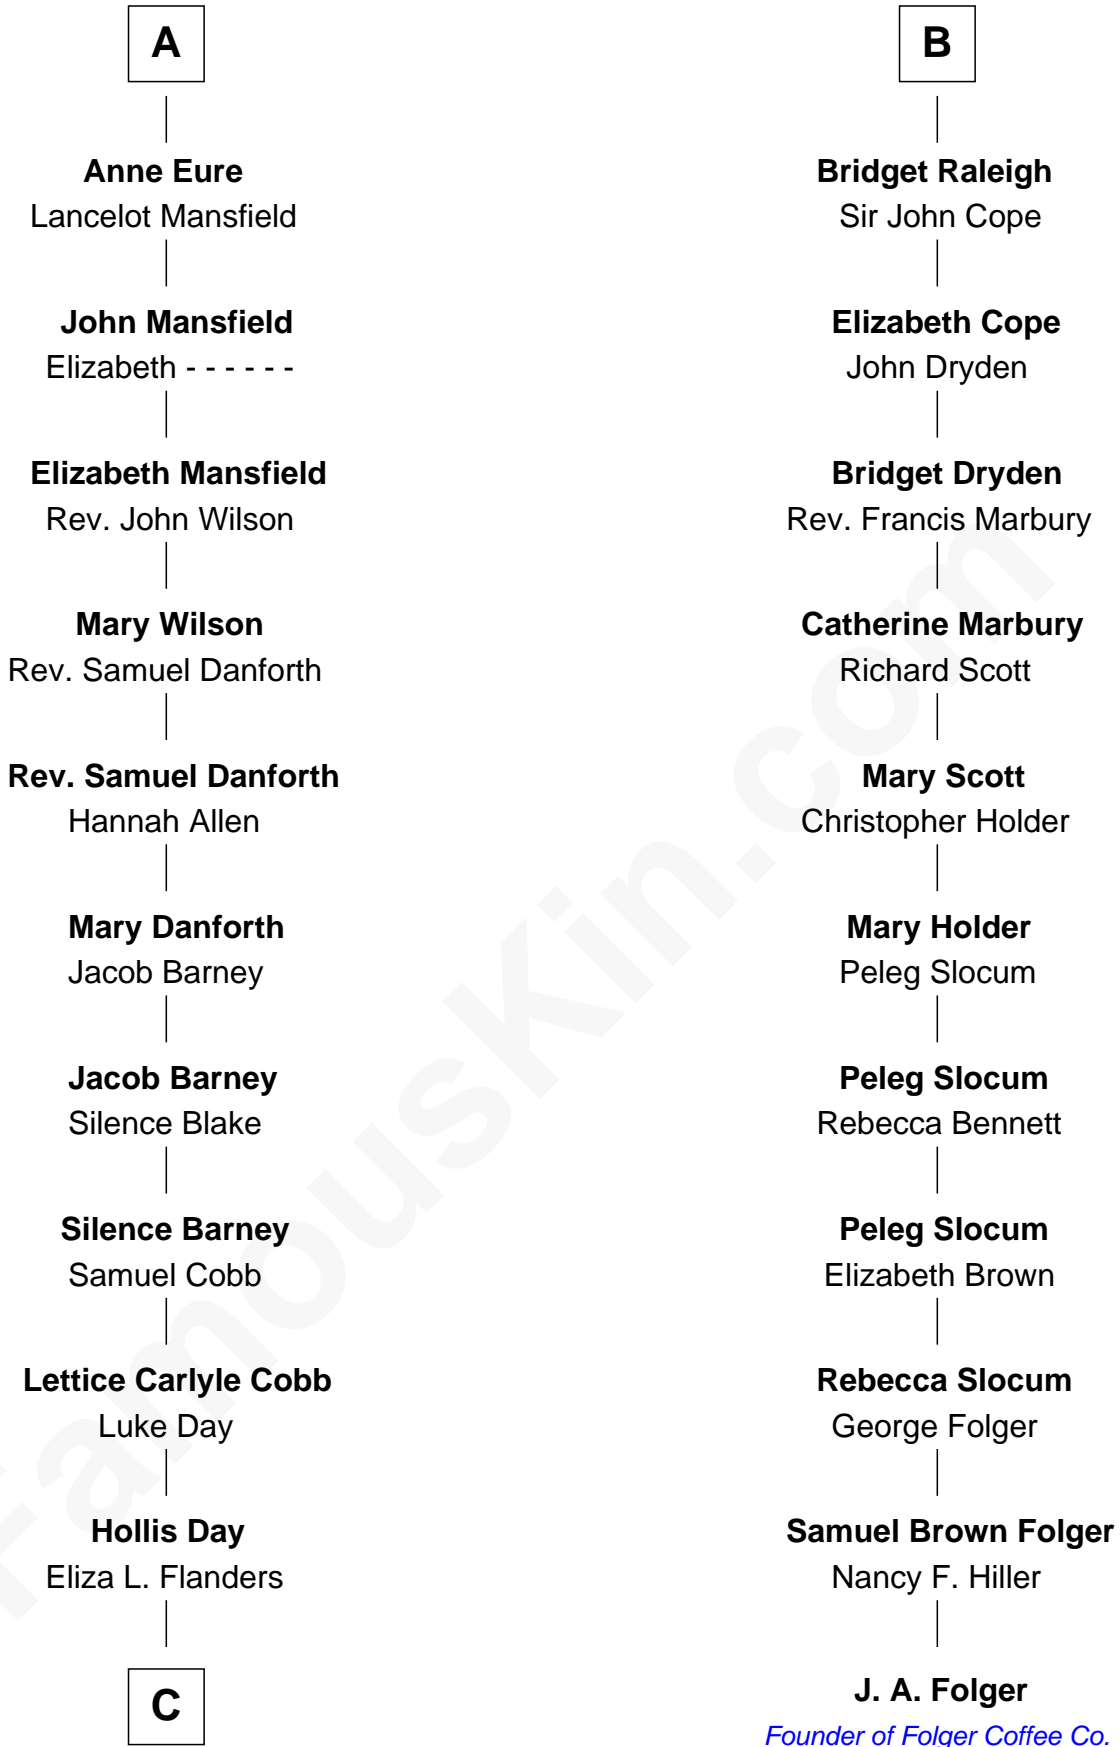 A
Anne Eure
Lancelot Mansfield
John Mansfield
Elizabeth - - - - - -
Elizabeth Mansfield
Rev. John Wilson
Mary Wilson
Rev. Samuel Danforth
Rev. Samuel Danforth
Hannah Allen
Mary Danforth
Jacob Barney
Jacob Barney
Silence Blake
Silence Barney
Samuel Cobb
Lettice Carlyle Cobb
Luke Day
Hollis Day
Eliza L. Flanders
C
B
Bridget Raleigh
Sir John Cope
Elizabeth Cope
John Dryden
Bridget Dryden
Rev. Francis Marbury
Catherine Marbury
Richard Scott
Mary Scott
Christopher Holder
Mary Holder
Peleg Slocum
Peleg Slocum
Rebecca Bennett
Peleg Slocum
Elizabeth Brown
Rebecca Slocum
George Folger
Samuel Brown Folger
Nancy F. Hiller
J. A. Folger
Founder of Folger Coffee Co.
FamousKin.com